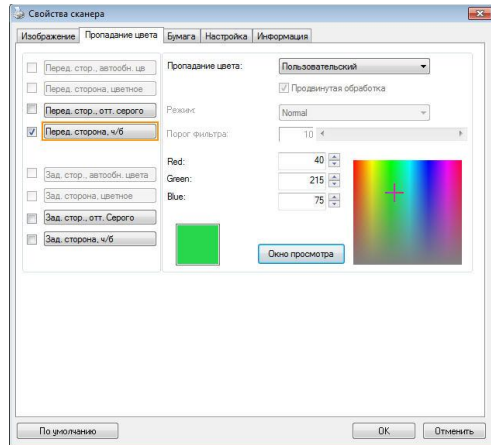 Свойства сканера
Изображение Пропадание цвета Бумага Настройка Информация
Перед. стор., автообн. цв Пропадание цвета: Пользовательский
Перед. сторона, цветное Продвинутая обработка
Перед. стор., отт. серого Режим: Normal
Перед. сторона, ч/б Порог фильтра: 10
Red: 40
Зад. стор., автообн. цвета Green: 215
Зад. сторона, цветное Blue: 75
Зад. стор., отт. Серого
Зад. сторона, ч/б
Окно просмотра
По умолчанию OK Отменить